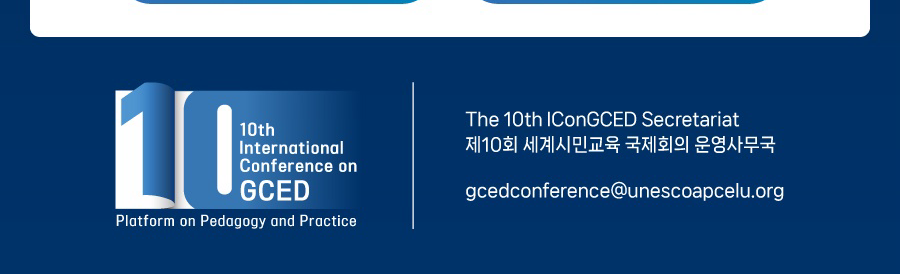 10
10th
International
Conference on
GCED
Platform on Pedagogy and Practice
The 10th IConGCED Secretariat
제10회 세계시민교육 국제회의 운영사무국
gcedconference@unescoapcelu.org